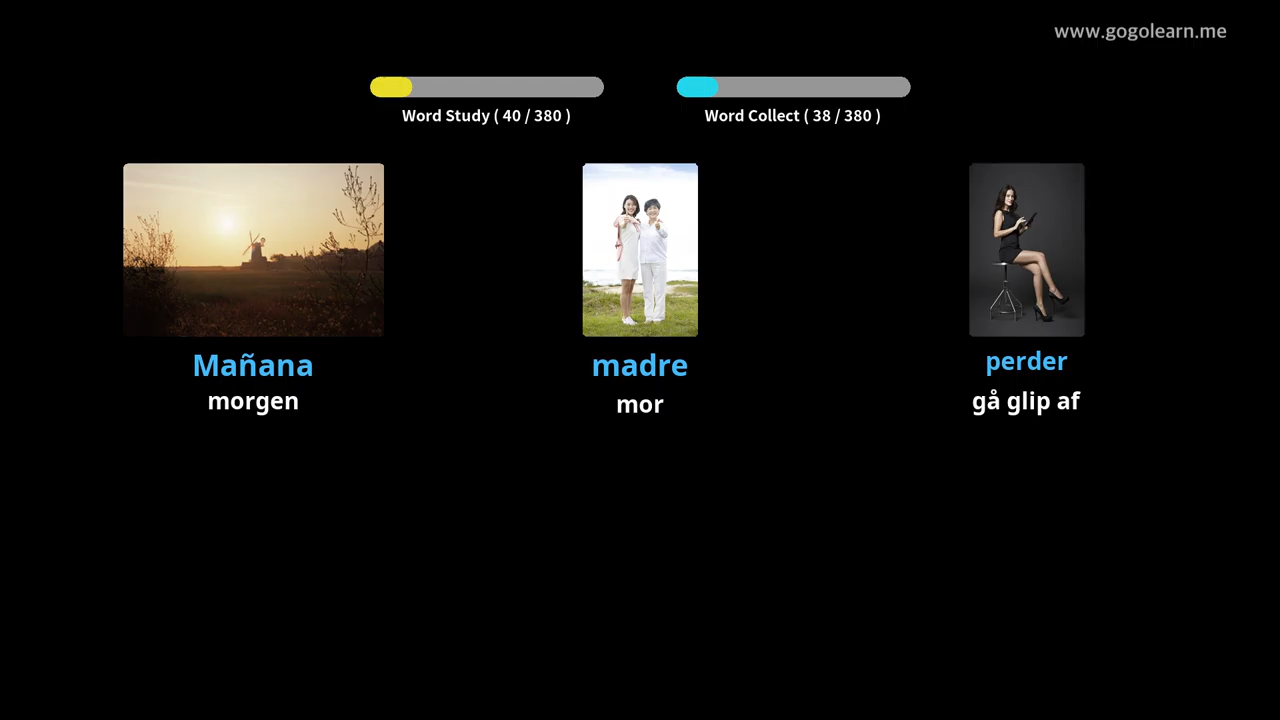 www.gogolearn.me
Word Study ( 40 / 380 )
Word Collect ( 38 / 380 )
Mañana
morgen
madre
mor
perder
gå glip af